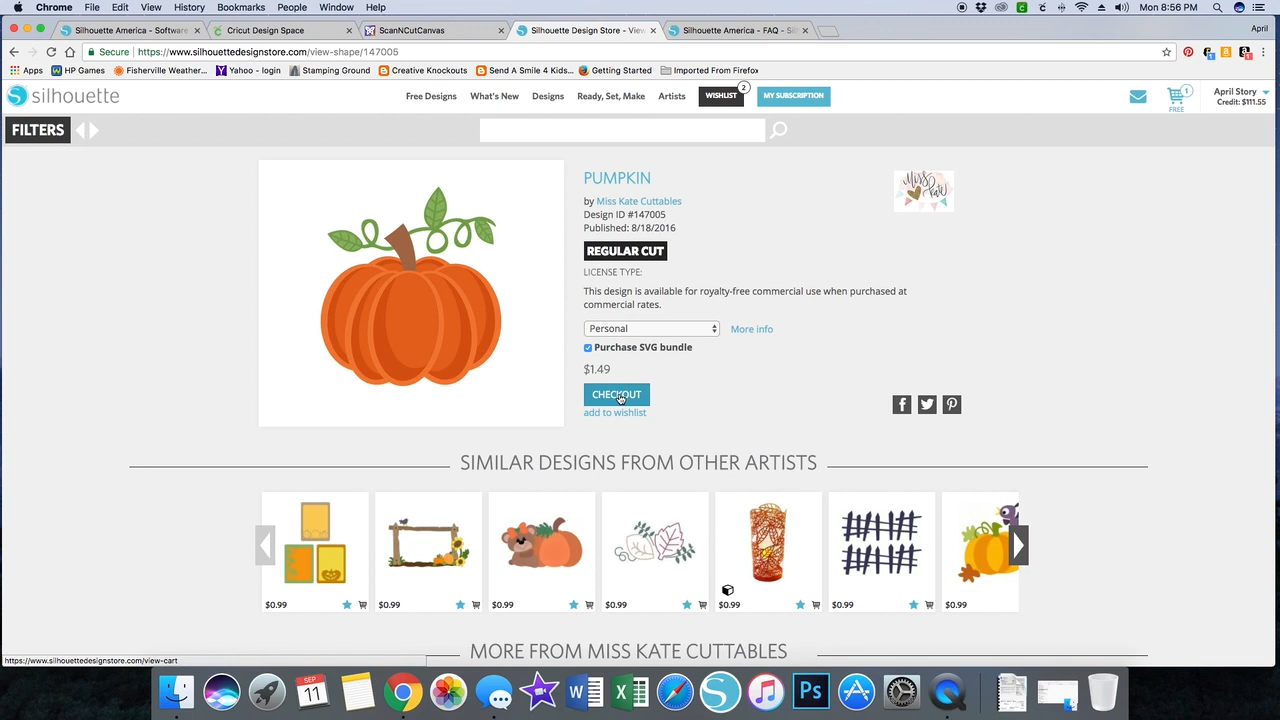 Chrome File Edit View History Bookmarks People Window Help Mon 8:56 PM
Silhouette America - Software Cricut Design Space ScanNCutCanvas Silhouette Design Store - View Silhouette America - FAQ - Sil April
Secure https://www.silhouettedesignstore.com/view-shape/147005
Apps HP Games Fisherville Weather... Yahoo - login Stamping Ground Creative Knockouts Send A Smile 4 Kids... Getting Started Imported From Firefox
silhouette Free Designs What's New Designs Ready, Set, Make Artists WISHLIST 2 MY SUBSCRIPTION 1 FREE April Story
Credit: $111.55
FILTERS
PUMPKIN
Miss Kate
by Miss Kate Cuttables
Design ID #147005
Published: 8/18/2016
REGULAR CUT
LICENSE TYPE:
This design is available for royalty-free commercial use when purchased at
commercial rates.
Personal More info
Purchase SVG bundle
$1.49
CHECKOUT
add to wishlist
SIMILAR DESIGNS FROM OTHER ARTISTS
$0.99 $0.99 $0.99 $0.99 $0.99 $0.99 $0.99
MORE FROM MISS KATE CUTTABLES
https://www.silhouettedesignstore.com/view-cart
SEP
11
Ps